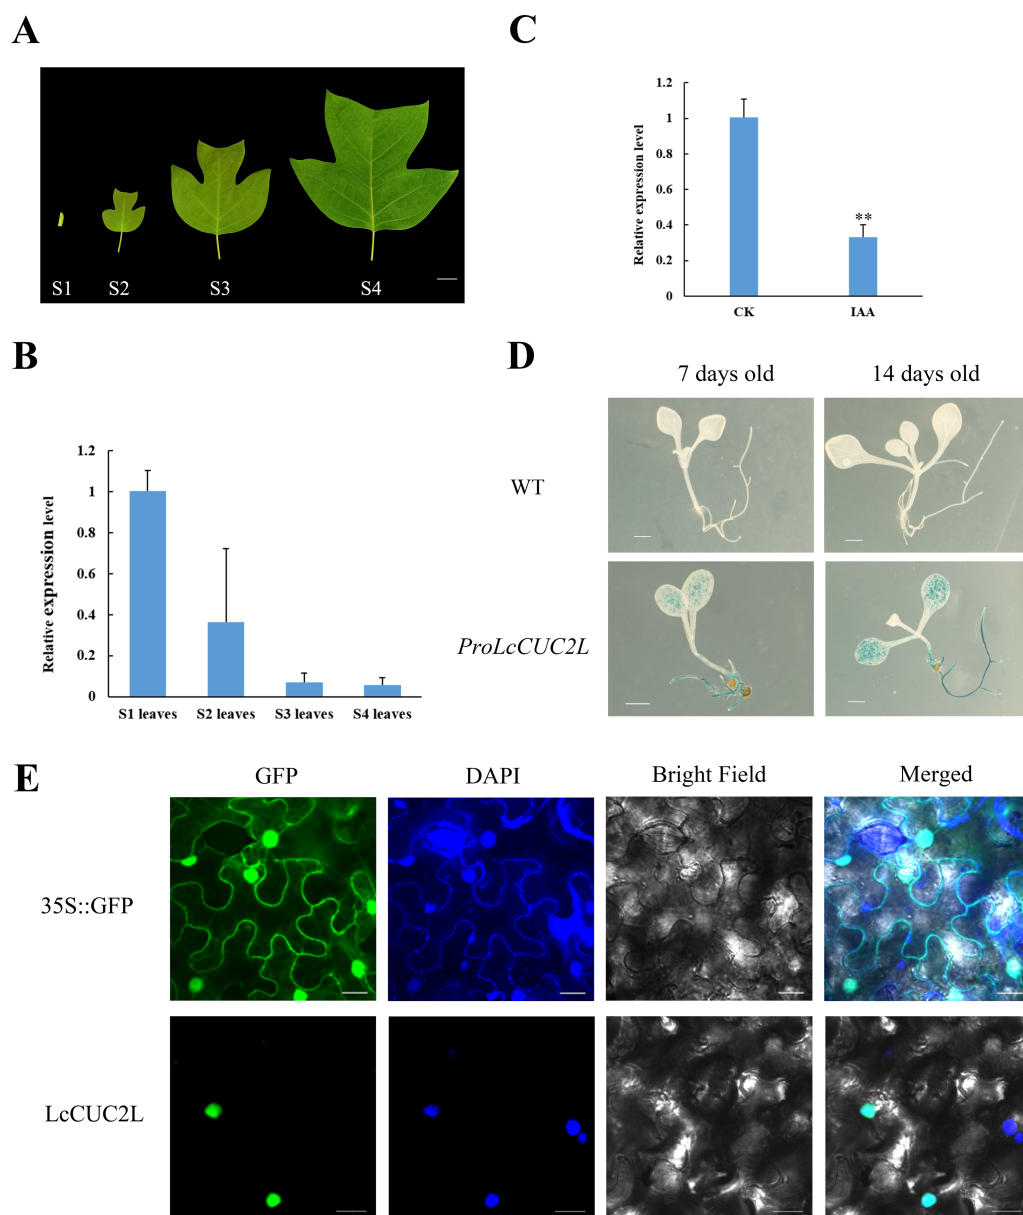 A
S1
S2
S3
S4
B
Relative expression level
1.2
1
0.8
0.6
0.4
0.2
0
S1 leaves
S2 leaves
S3 leaves
S4 leaves
C
Relative expression level
1.2
1
0.8
0.6
0.4
0.2
0
**
CK
IAA
D
7 days old
14 days old
WT
ProLcCUC2L
E
GFP
DAPI
Bright Field
Merged
35S::GFP
LcCUC2L